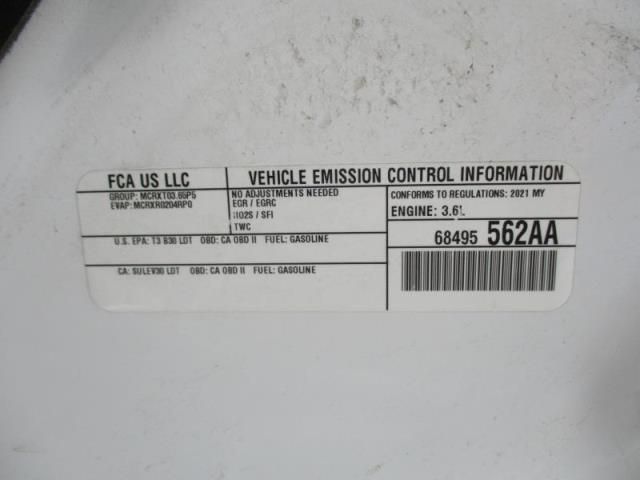 FCA US LLC
VEHICLE EMISSION CONTROL INFORMATION
GROUP: MCRXT03.65P5
EVAP: MCRXR0204RP0
NO ADJUSTMENTS NEEDED
EGR / EGRC
HO2S / SFI
TWC
CONFORMS TO REGULATIONS: 2021 MY
ENGINE: 3.6L
U.S. EPA: T3 B30 LDT OBD: CA OBD II FUEL: GASOLINE
68495 562AA
CA: SULEV30 LDT OBD: CA OBD II FUEL: GASOLINE